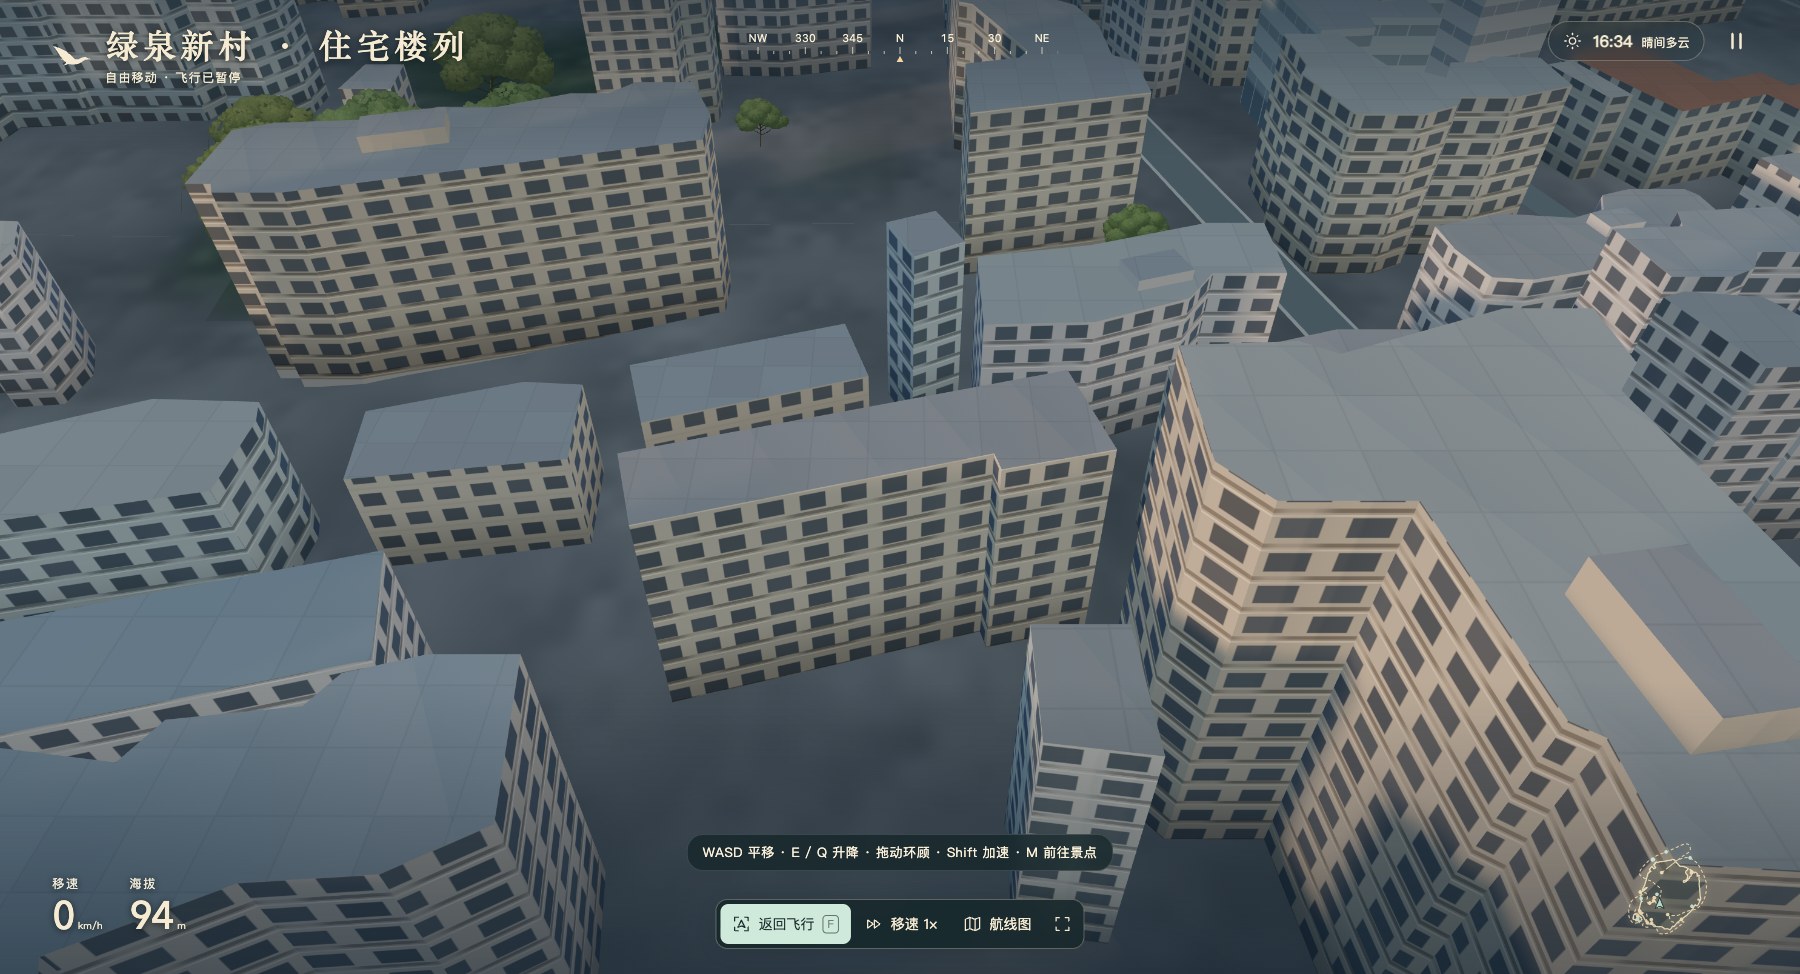 绿泉新村 · 住宅楼列
自由移动 · 飞行已暂停
NW 330 345 N 15 30 NE
16:34 晴间多云
WASD 平移 · E / Q 升降 · 拖动环顾 · Shift 加速 · M 前往景点
移速 海拔
0 km/h 94 m
返回飞行 F 移速 1x 航线图